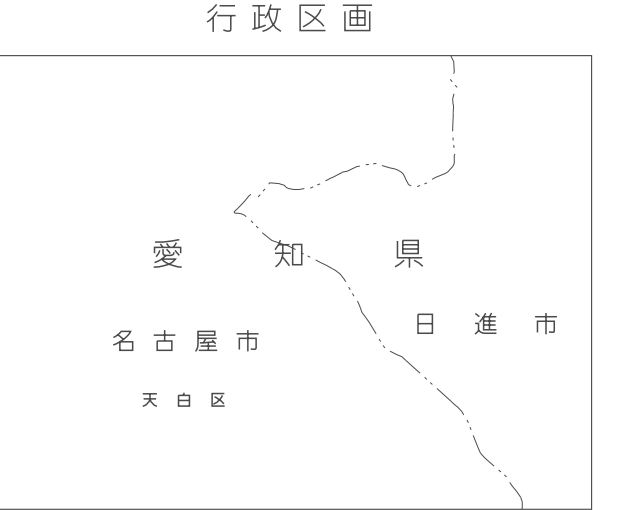 行政区画
愛知県
日進市
名古屋市
天白区